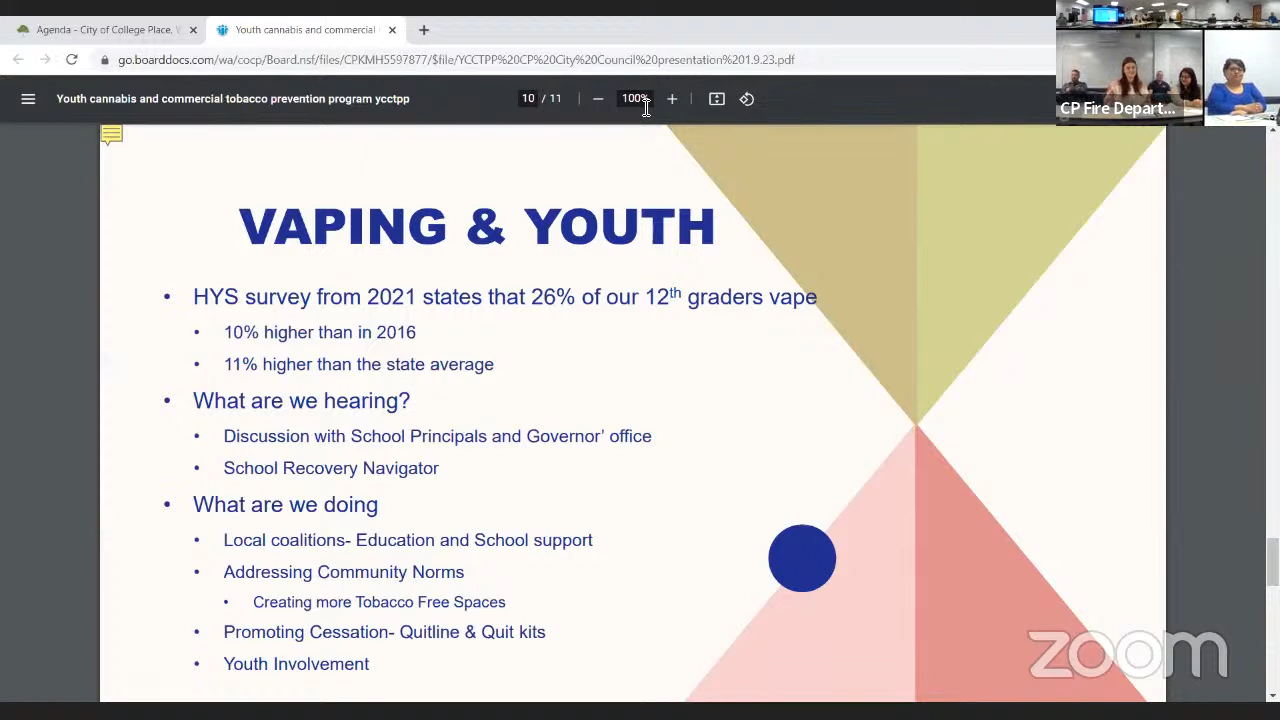 Agenda - City of College Place,
Youth cannabis and commercial
go.boarddocs.com/wa/cocp/Board.nsf/files/CPKMH5597877$file/YCCTPP%20CP%20City%20Council%20presentation%201.9.23.pdf
Youth cannabis and commercial tobacco prevention program ycctpp
10 / 11
100%
CP Fire Depart...
VAPING & YOUTH
• HYS survey from 2021 states that 26% of our 12th graders vape
• 10% higher than in 2016
• 11% higher than the state average
• What are we hearing?
• Discussion with School Principals and Governor' office
• School Recovery Navigator
• What are we doing
• Local coalitions- Education and School support
• Addressing Community Norms
• Creating more Tobacco Free Spaces
• Promoting Cessation- Quitline & Quit kits
• Youth Involvement
zoom